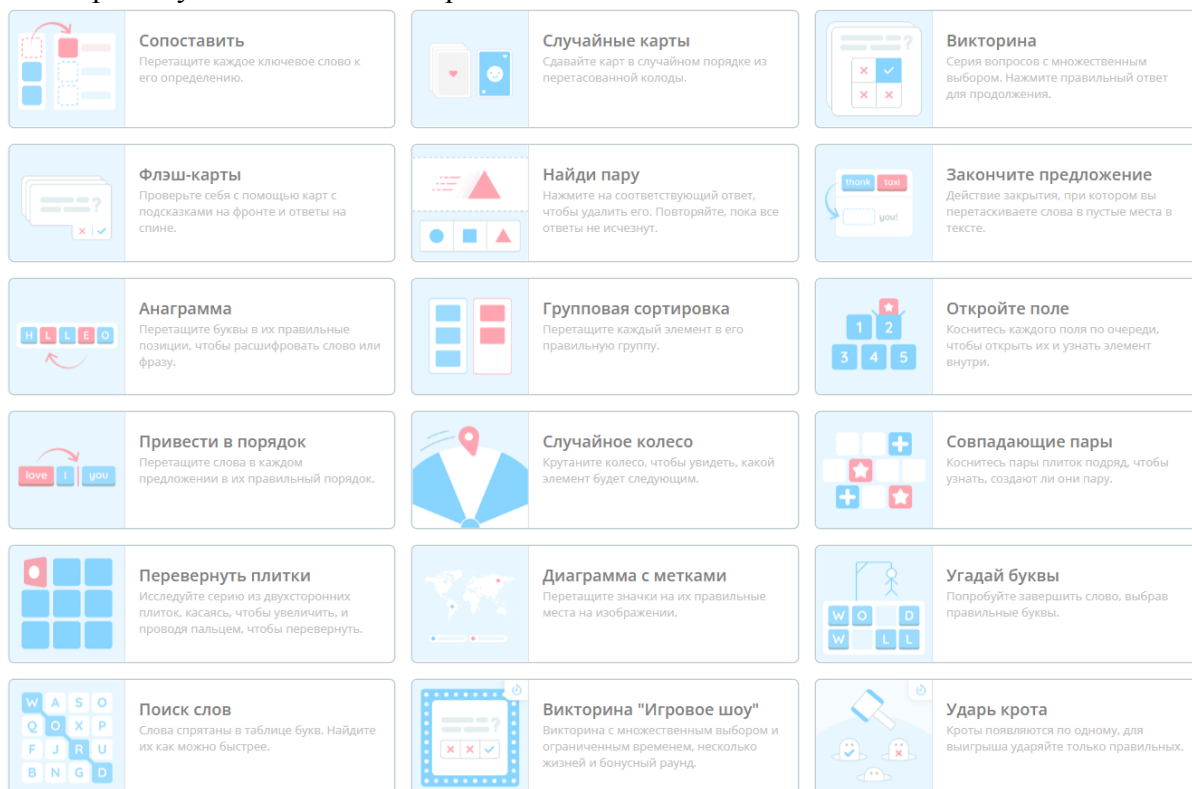 Сопоставить
Перетащите каждое ключевое слово к
его определению.
Случайные карты
Сдавайте карт в случайном порядке из
перетасованной колоды.
?
Викторина
Серия вопросов с множественным
выбором. Нажмите правильный ответ
для продолжения.
?
Флэш-карты
Проверьте себя с помощью карт с
подсказками на фронте и ответы на
спине.
Найди пару
Нажмите на соответствующий ответ,
чтобы удалить его. Повторяйте, пока все
ответы не исчезнут.
thank taxi
you!
Закончите предложение
Действие закрытия, при котором вы
перетаскиваете слова в пустые места в
тексте.
H L L E O
Анаграмма
Перетащите буквы в их правильные
позиции, чтобы расшифровать слово или
фразу.
Групповая сортировка
Перетащите каждый элемент в его
правильную группу.
1 2
3 4 5
Откройте поле
Коснитесь каждого поля по очереди,
чтобы открыть их и узнать элемент
внутри.
love I you
Привести в порядок
Перетащите слова в каждом
предложении в их правильный порядок.
Случайное колесо
Крутаните колесо, чтобы увидеть, какой
элемент будет следующим.
Совпадающие пары
Коснитесь пары плиток подряд, чтобы
узнать, создают ли они пару.
Перевернуть плитки
Исследуйте серию из двухсторонних
плиток, касаясь, чтобы увеличить, и
проводя пальцем, чтобы перевернуть.
Диаграмма с метками
Перетащите значки на их правильные
места на изображении.
W O D
W L L
Угадай буквы
Попробуйте завершить слово, выбрав
правильные буквы.
W A S O
Q O X P
F J R U
B N G D
Поиск слов
Слова спрятаны в таблице букв. Найдите
их как можно быстрее.
?
Викторина "Игровое шоу"
Викторина с множественным выбором и
ограниченным временем, несколько
жизней и бонусный раунд.
Ударь крота
Кроты появляются по одному, для
выигрыша ударяйте только правильных.